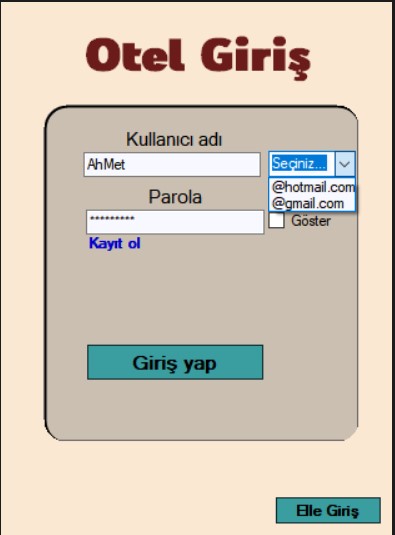 Otel Giriş
Kullanıcı adı
AhMet
Seçiniz...
@hotmail.com
@gmail.com
Parola
*********
Göster
Kayıt ol
Giriş yap
Elle Giriş